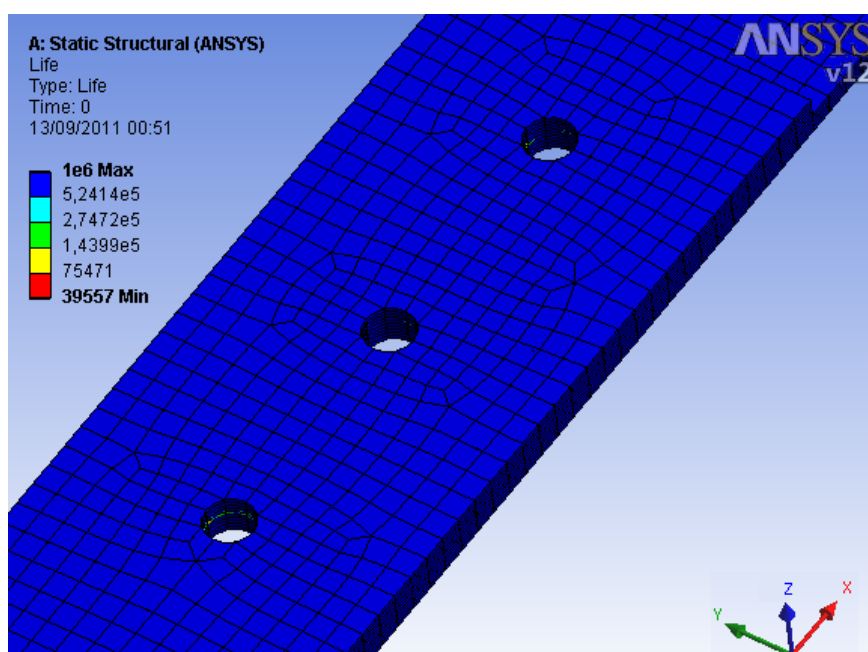 A: Static Structural (ANSYS)
Life
Type: Life
Time: 0
13/09/2011 00:51
1e6 Max
5,2414e5
2,7472e5
1,4399e5
75471
39557 Min
ANSYS
v12
Z
X
Y